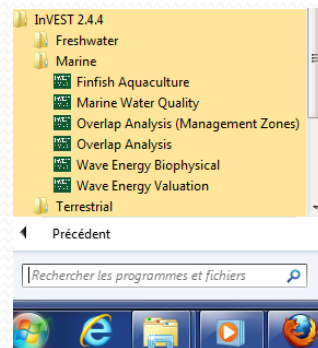 InVEST 2.4.4
Freshwater
Marine
Finfish Aquaculture
Marine Water Quality
Overlap Analysis (Management Zones)
Overlap Analysis
Wave Energy Biophysical
Wave Energy Valuation
Terrestrial
Précédent
Rechercher les programmes et fichiers